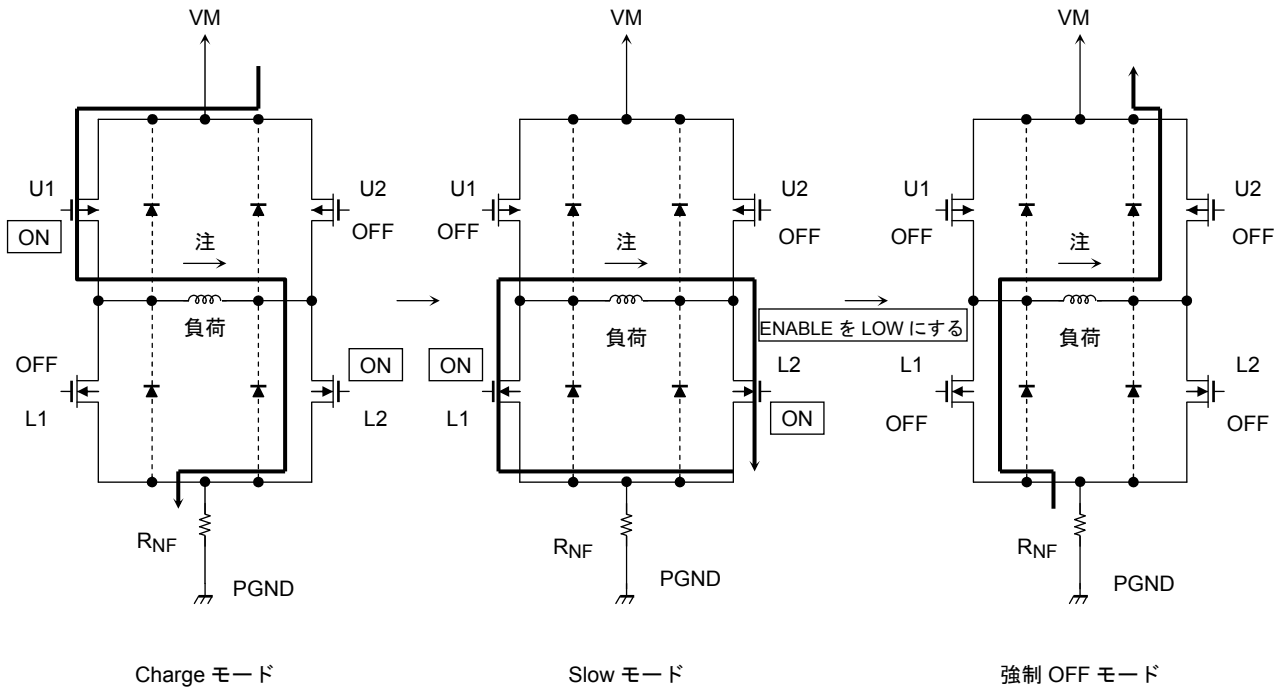 VM
U1
ON
U2
OFF
注
負荷
OFF
L1
ON
L2
RNF
PGND
Charge モード
VM
U1
OFF
U2
OFF
注
負荷
ON
L1
L2
ON
RNF
PGND
Slow モード
ENABLE を LOW にする
VM
U1
OFF
U2
OFF
注
負荷
L1
OFF
L2
OFF
RNF
PGND
強制 OFF モード